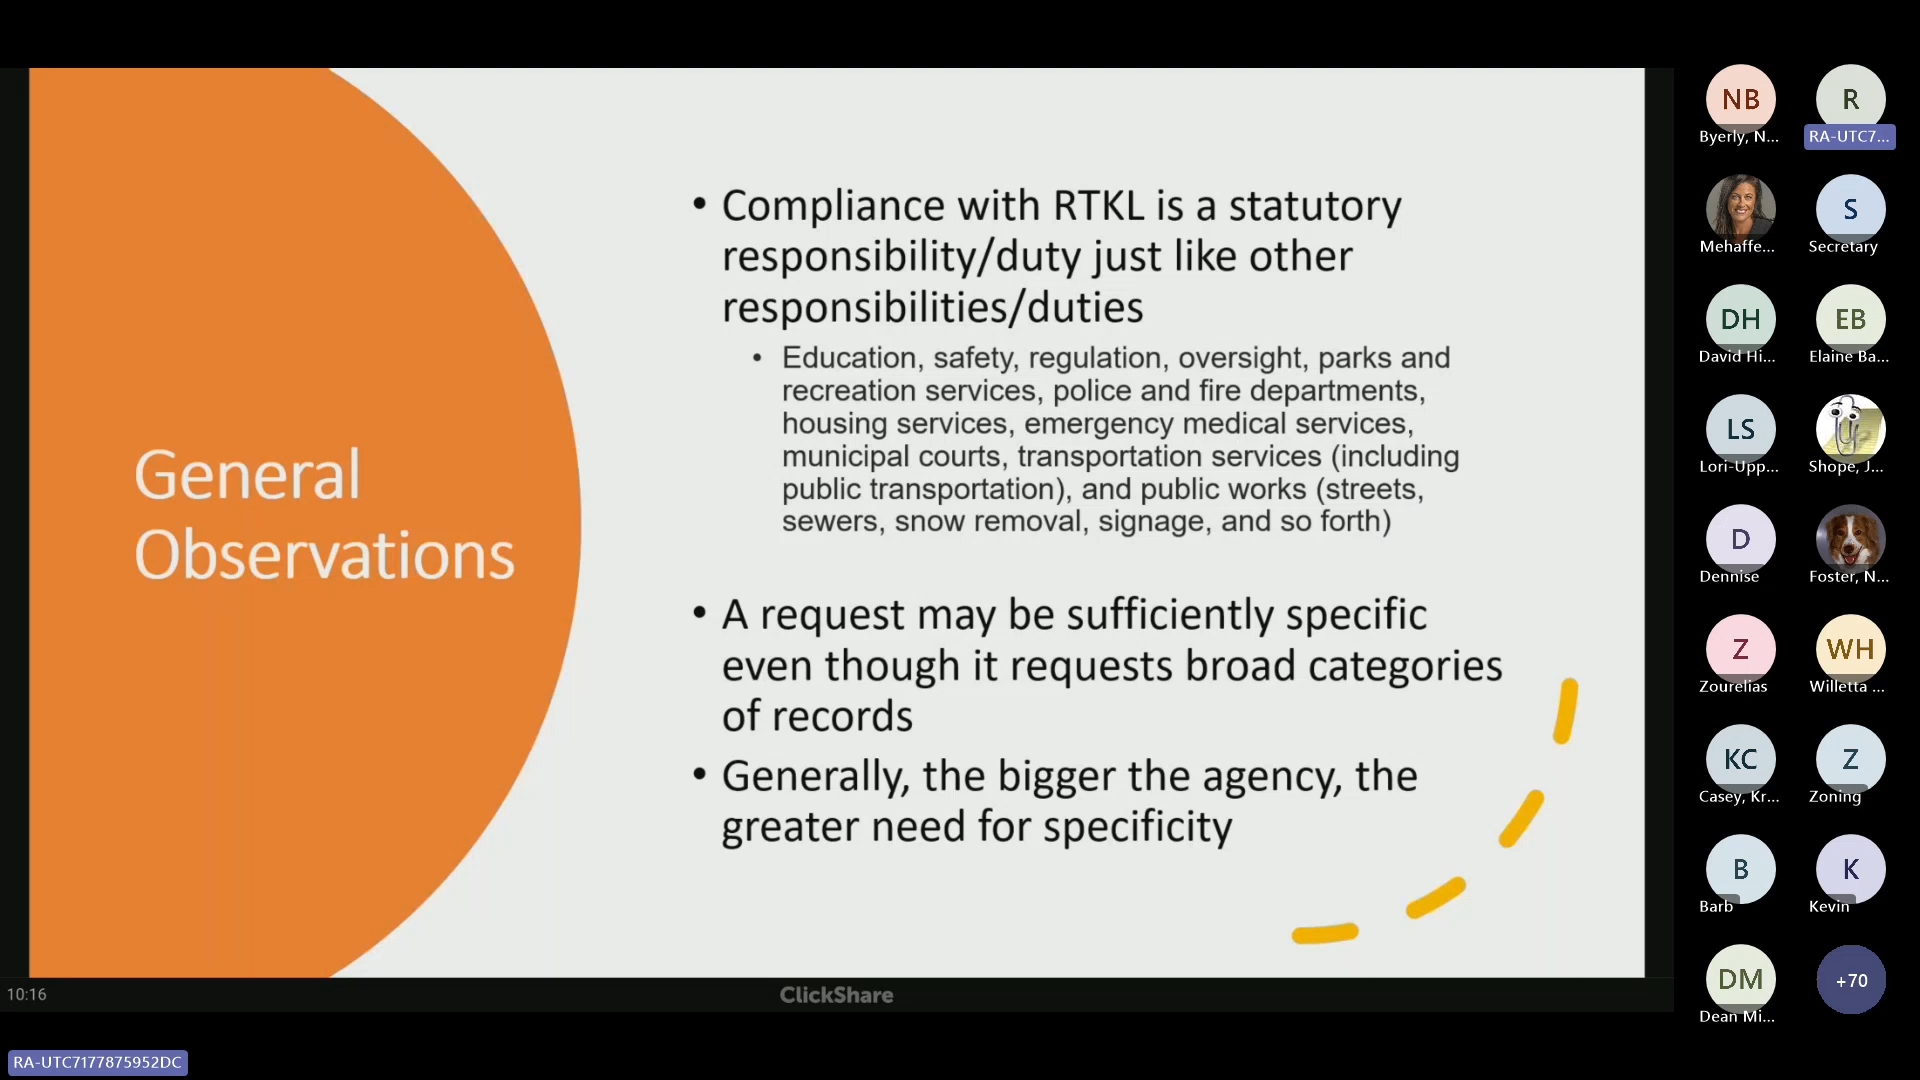 General
Observations
• Compliance with RTKL is a statutory
responsibility/duty just like other
responsibilities/duties
• Education, safety, regulation, oversight, parks and
recreation services, police and fire departments,
housing services, emergency medical services,
municipal courts, transportation services (including
public transportation), and public works (streets,
sewers, snow removal, signage, and so forth)
• A request may be sufficiently specific
even though it requests broad categories
of records
• Generally, the bigger the agency, the
greater need for specificity
10:16
ClickShare
RA-UTC7177875952DC
NB
Byerly, N...
R
RA-UTC7...
Mehaffe...
S
Secretary
DH
David Hi...
EB
Elaine Ba...
LS
Lori-Upp...
Shope, J...
D
Dennise
Foster, N...
Z
Zourelias
WH
Willetta ...
KC
Casey, Kr...
Z
Zoning
B
Barb
K
Kevin
DM
Dean Mi...
+70